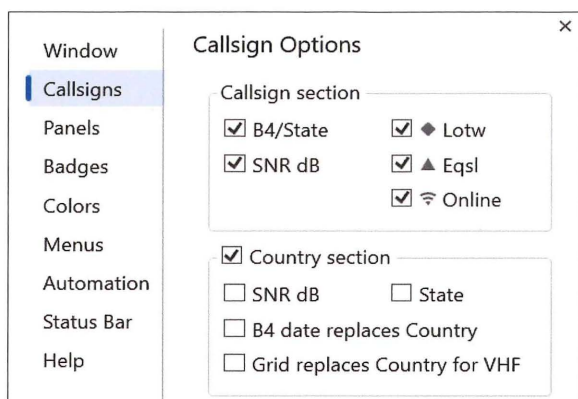 ×
Window
Callsigns
Panels
Badges
Colors
Menus
Automation
Status Bar
Help
Callsign Options
Callsign section
B4/State
Lotw
SNR dB
Eqsl
Online
Country section
SNR dB
State
B4 date replaces Country
Grid replaces Country for VHF